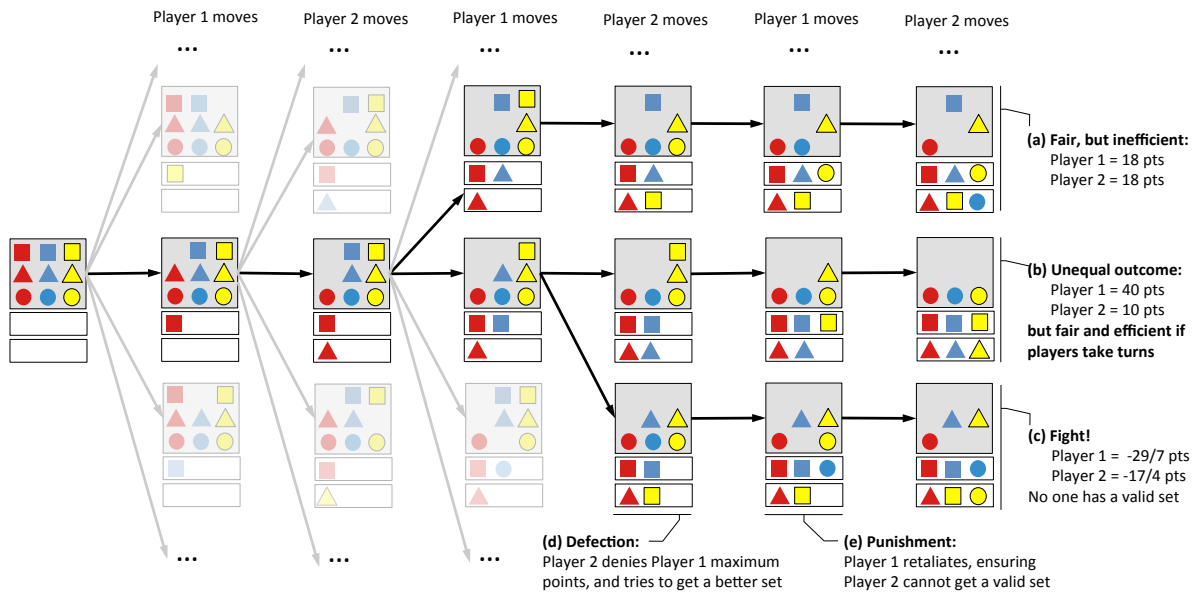 Player 1 moves
Player 2 moves
Player 1 moves
Player 2 moves
Player 1 moves
Player 2 moves
...
...
...
...
...
...
(a) Fair, but inefficient:
Player 1 = 18 pts
Player 2 = 18 pts
(b) Unequal outcome:
Player 1 = 40 pts
Player 2 = 10 pts
but fair and efficient if
players take turns
(c) Fight!
Player 1 = -29/7 pts
Player 2 = -17/4 pts
No one has a valid set
...
...
...
(d) Defection:
Player 2 denies Player 1 maximum
points, and tries to get a better set
(e) Punishment:
Player 1 retaliates, ensuring
Player 2 cannot get a valid set